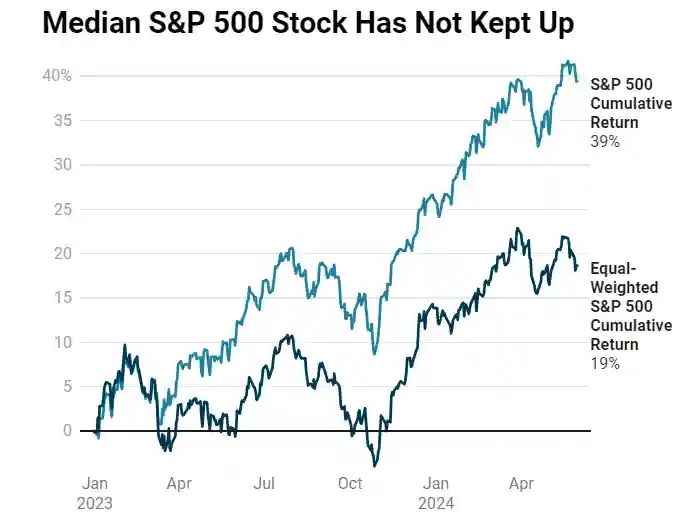 Median S&P 500 Stock Has Not Kept Up
40%
35
30
25
20
15
10
5
0
S&P 500
Cumulative
Return
39%
Equal-
Weighted
S&P 500
Cumulative
Return
19%
Jan
2023
Apr
Jul
Oct
Jan
2024
Apr